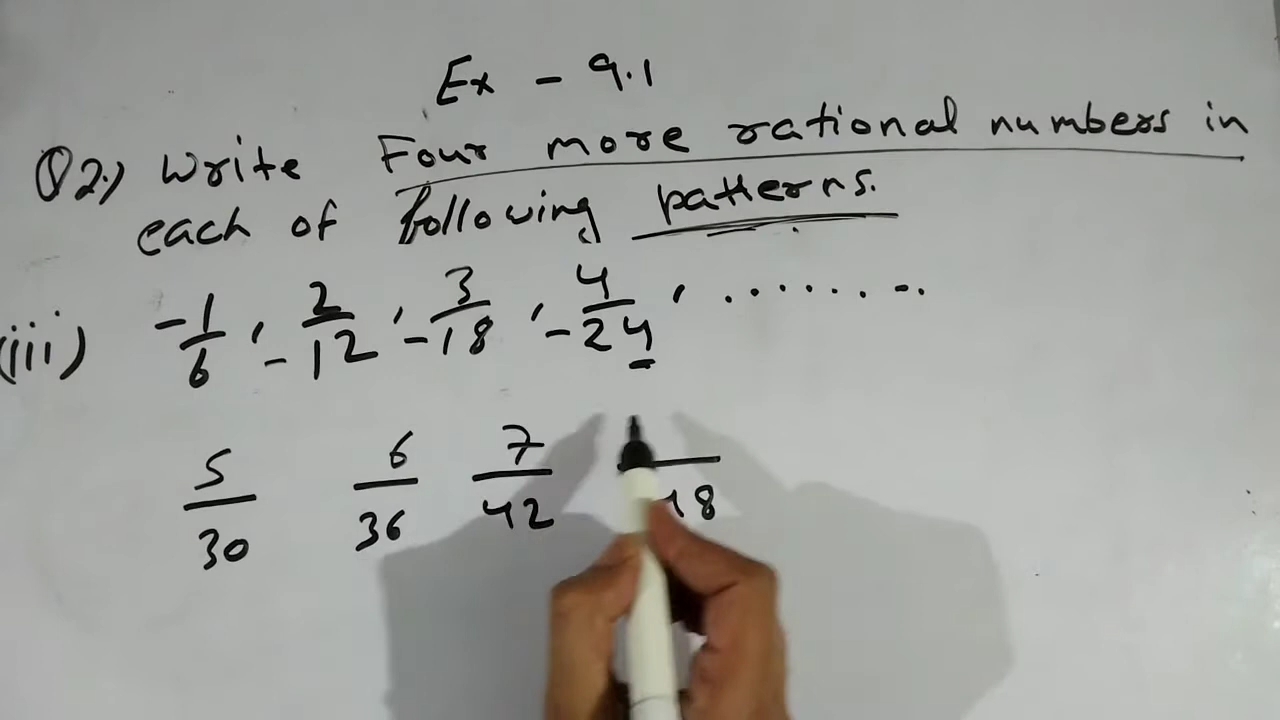 Ex - 9.1
Q2.) Write Four more rational numbers in
each of following patterns.
(iii) -1/6, 2/-12, 3/-18, 4/-24, ..........
5/30 6/36 7/42 /48